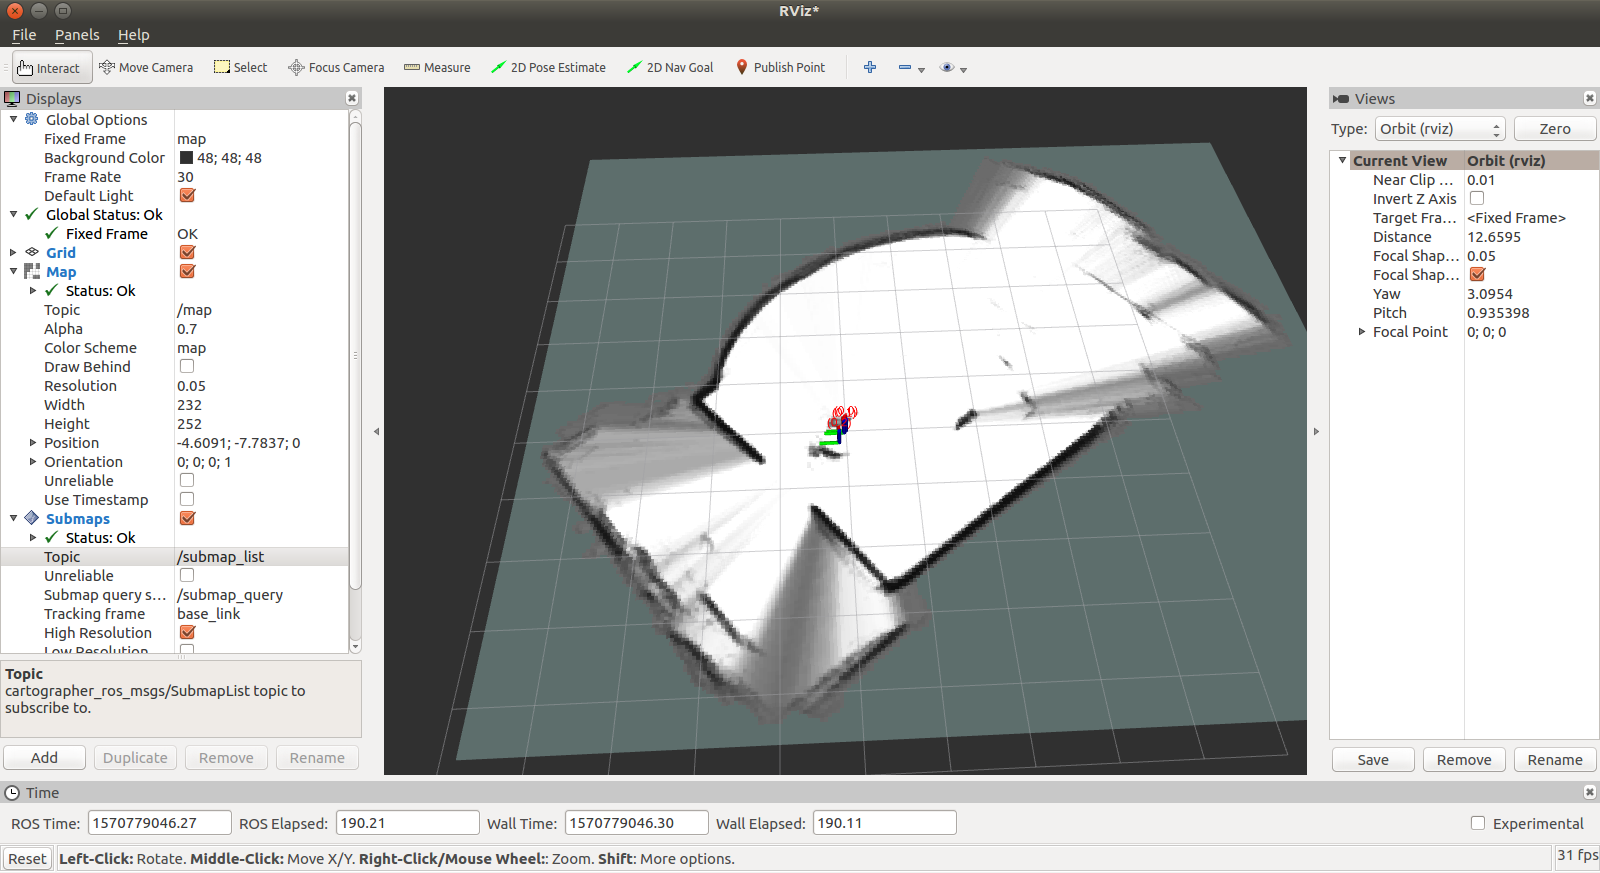 RViz*
File Panels Help
Interact Move Camera Select Focus Camera Measure 2D Pose Estimate 2D Nav Goal Publish Point
Displays
Global Options
Fixed Frame map
Background Color 48; 48; 48
Frame Rate 30
Default Light
Global Status: Ok
Fixed Frame OK
Grid
Map
Status: Ok
Topic /map
Alpha 0.7
Color Scheme map
Draw Behind
Resolution 0.05
Width 232
Height 252
Position -4.6091; -7.7837; 0
Orientation 0; 0; 0; 1
Unreliable
Use Timestamp
Submaps
Status: Ok
Topic /submap_list
Unreliable
Submap query s... /submap_query
Tracking frame base_link
High Resolution
Low Resolution
Topic
cartographer_ros_msgs/SubmapList topic to
subscribe to.
Add Duplicate Remove Rename
Views
Type: Orbit (rviz) Zero
Current View Orbit (rviz)
Near Clip ... 0.01
Invert Z Axis
Target Fra... <Fixed Frame>
Distance 12.6595
Focal Shap... 0.05
Focal Shap...
Yaw 3.0954
Pitch 0.935398
Focal Point 0; 0; 0
Save Remove Rename
Time
ROS Time: 1570779046.27 ROS Elapsed: 190.21 Wall Time: 1570779046.30 Wall Elapsed: 190.11 Experimental
Reset Left-Click: Rotate. Middle-Click: Move X/Y. Right-Click/Mouse Wheel:: Zoom. Shift: More options. 31 fps